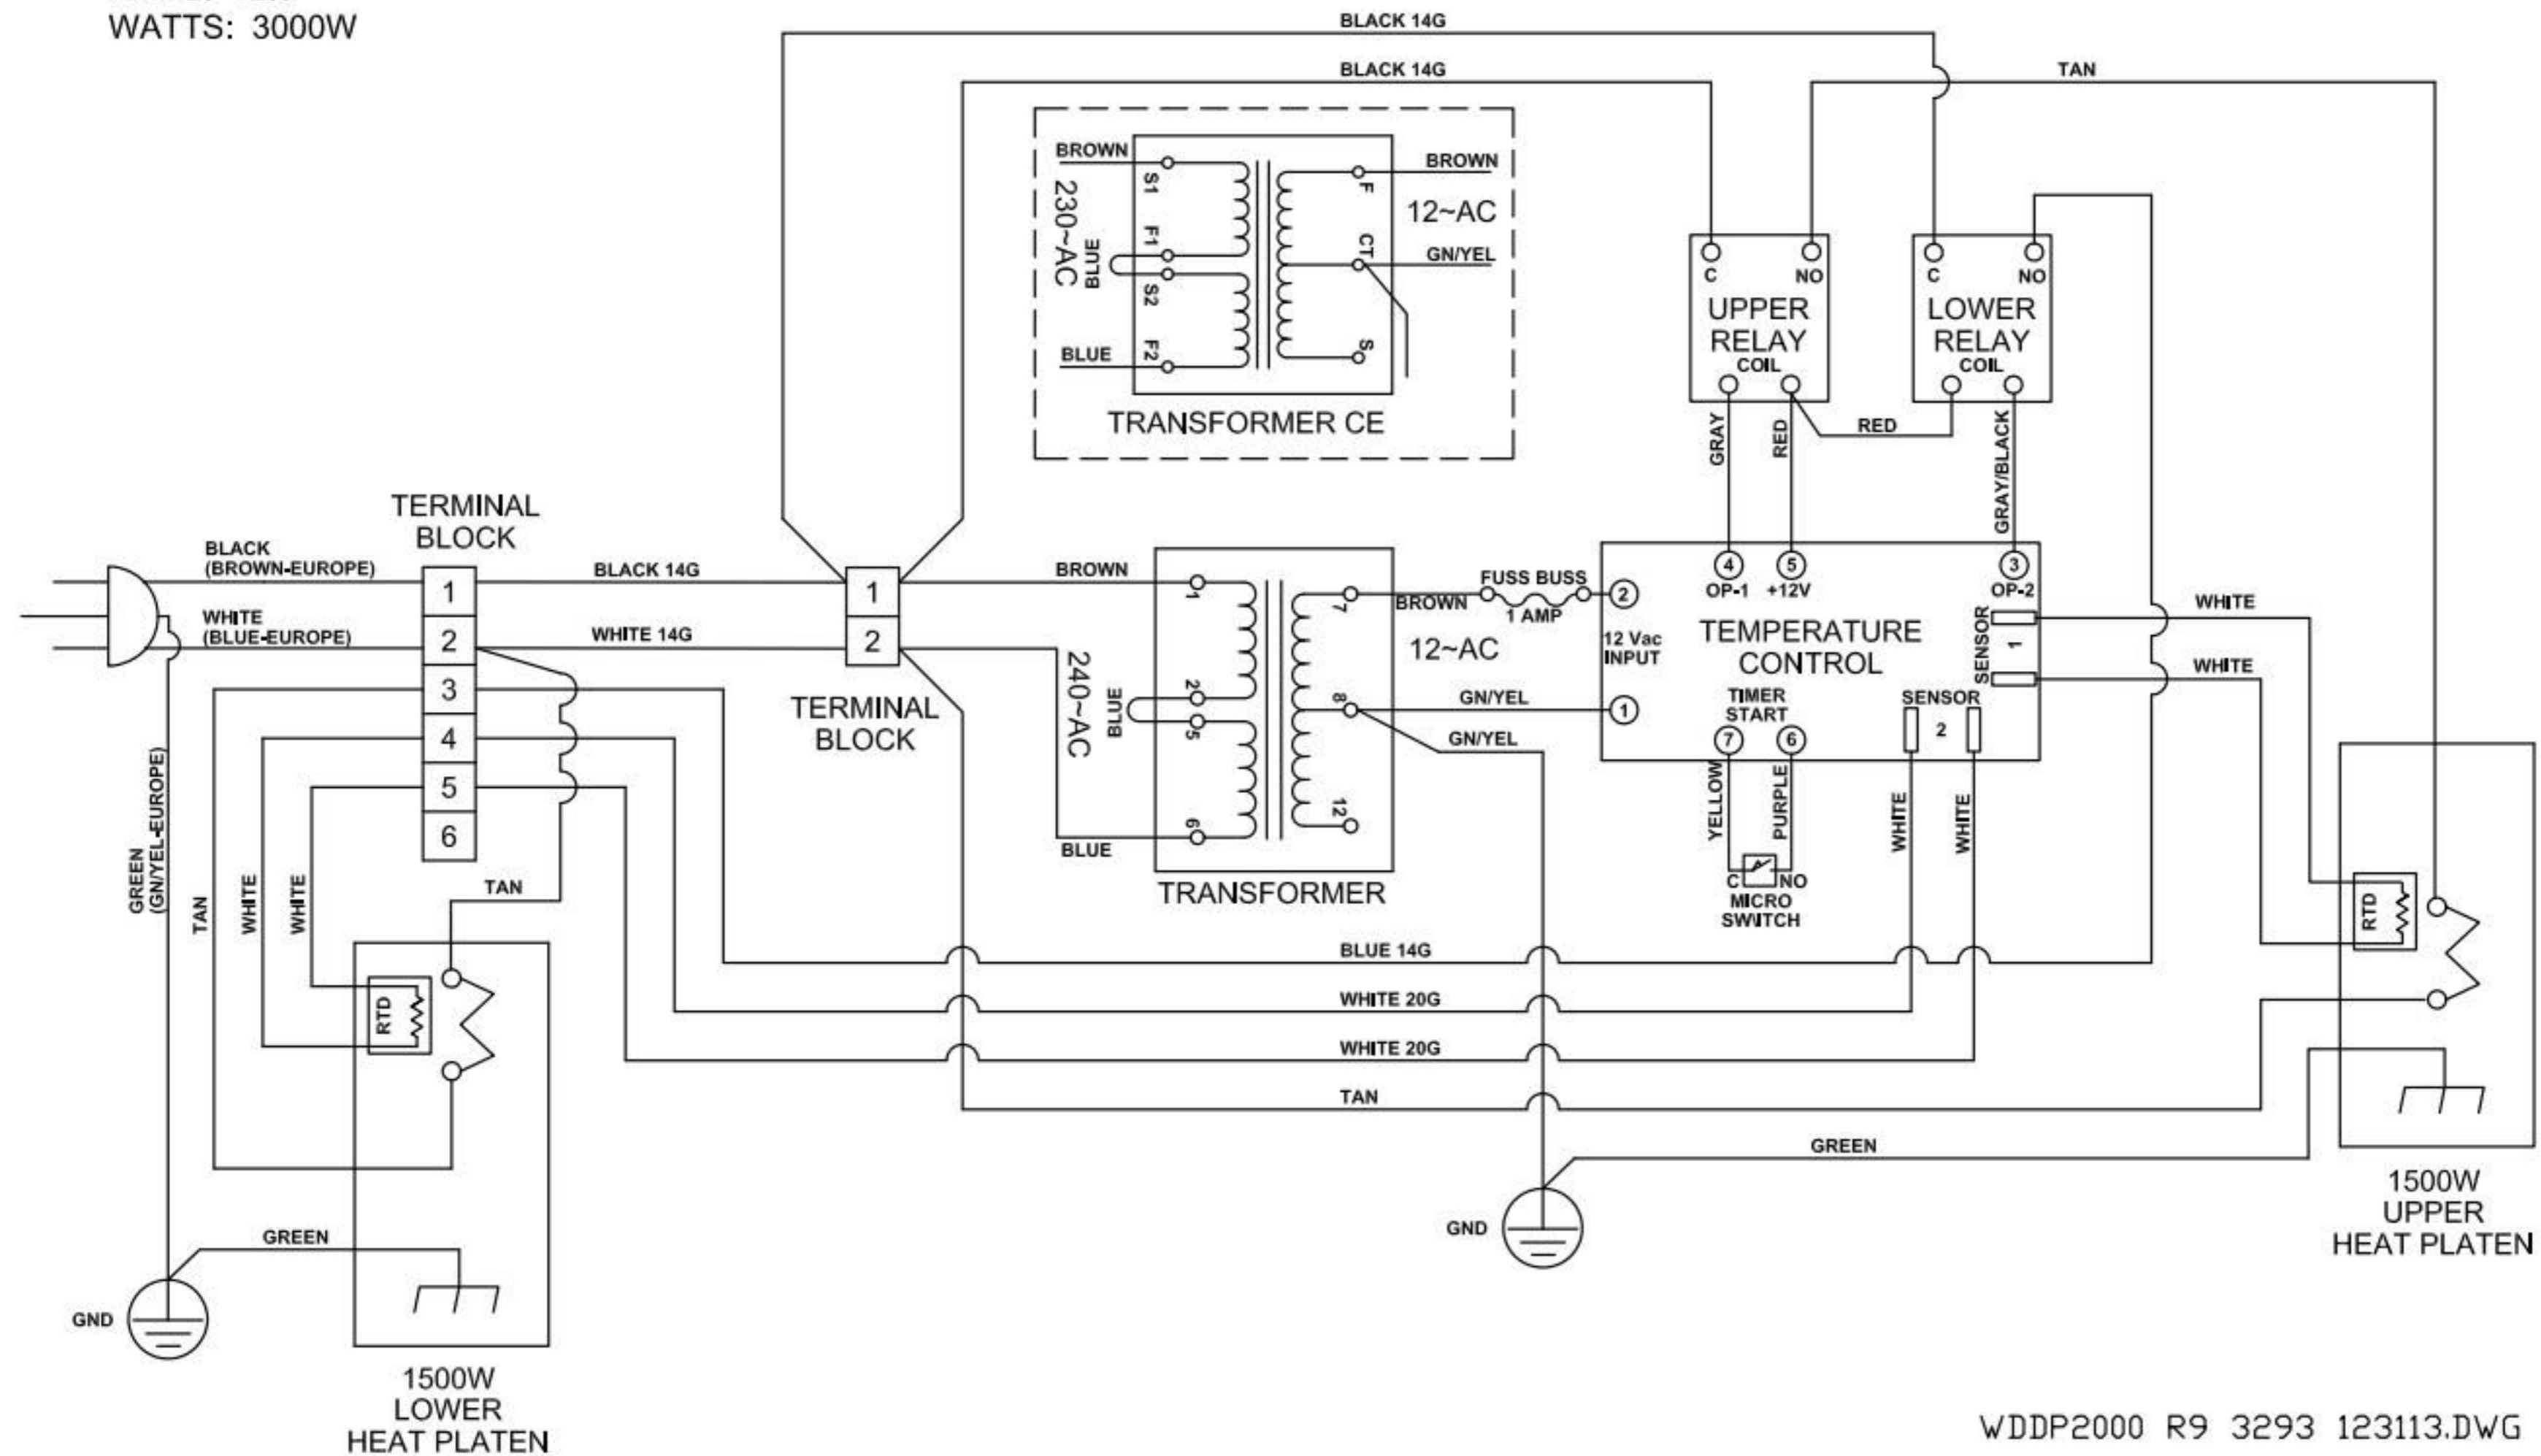 WATTS: 3000W
BLACK 14G
BLACK 14G
TAN
BROWN
S1
F1
S2
F2
230~AC
BLUE
BLUE
F
CT
S
BROWN
12~AC
GN/YEL
TRANSFORMER CE
C
NO
UPPER
RELAY
COIL
C
NO
LOWER
RELAY
COIL
GRAY
RED
RED
GRAY/BLACK
TERMINAL
BLOCK
BLACK
(BROWN-EUROPE)
WHITE
(BLUE-EUROPE)
1
2
3
4
5
6
BLACK 14G
WHITE 14G
1
2
TERMINAL
BLOCK
BROWN
240~AC
BLUE
BLUE
1
2
5
6
7
8
12
TRANSFORMER
BROWN
FUSS BUSS
1 AMP
12~AC
GN/YEL
GN/YEL
2
12 Vac
INPUT
1
4
OP-1
5
+12V
3
OP-2
TEMPERATURE
CONTROL
SENSOR
1
TIMER
START
7
6
SENSOR
2
YELLOW
PURPLE
C
NO
MICRO
SWITCH
WHITE
WHITE
WHITE
WHITE
GREEN
(GN/YEL-EUROPE)
TAN
WHITE
WHITE
TAN
RTD
RTD
BLUE 14G
WHITE 20G
WHITE 20G
TAN
GREEN
GND
1500W
UPPER
HEAT PLATEN
GREEN
GND
1500W
LOWER
HEAT PLATEN
WDDP2000 R9 3293 123113.DWG